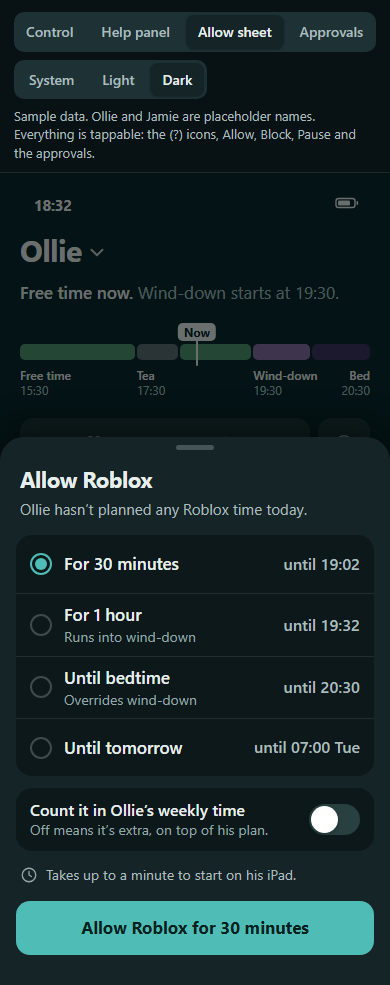 Control
Help panel
Allow sheet
Approvals
System
Light
Dark
Sample data. Ollie and Jamie are placeholder names.
Everything is tappable: the (?) icons, Allow, Block, Pause and
the approvals.
18:32
Ollie
Free time now. Wind-down starts at 19:30.
Now
Free time
15:30
Tea
17:30
Wind-down
19:30
Bed
20:30
Allow Roblox
Ollie hasn't planned any Roblox time today.
For 30 minutes
until 19:02
For 1 hour
Runs into wind-down
until 19:32
Until bedtime
Overrides wind-down
until 20:30
Until tomorrow
until 07:00 Tue
Count it in Ollie's weekly time
Off means it's extra, on top of his plan.
Takes up to a minute to start on his iPad.
Allow Roblox for 30 minutes